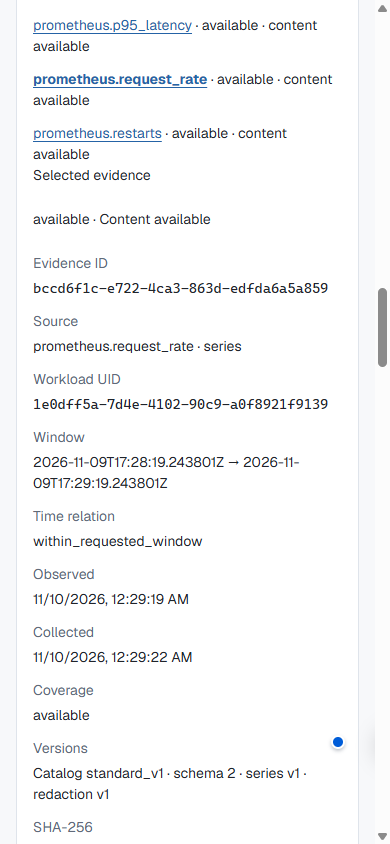 prometheus.p95_latency · available · content
available
prometheus.request_rate · available · content
available
prometheus.restarts · available · content
available
Selected evidence
available · Content available
Evidence ID
bccd6f1c-e722-4ca3-863d-edfda6a5a859
Source
prometheus.request_rate · series
Workload UID
1e0dff5a-7d4e-4102-90c9-a0f8921f9139
Window
2026-11-09T17:28:19.243801Z → 2026-11-
09T17:29:19.243801Z
Time relation
within_requested_window
Observed
11/10/2026, 12:29:19 AM
Collected
11/10/2026, 12:29:22 AM
Coverage
available
Versions
Catalog standard_v1 · schema 2 · series v1 ·
redaction v1
SHA-256